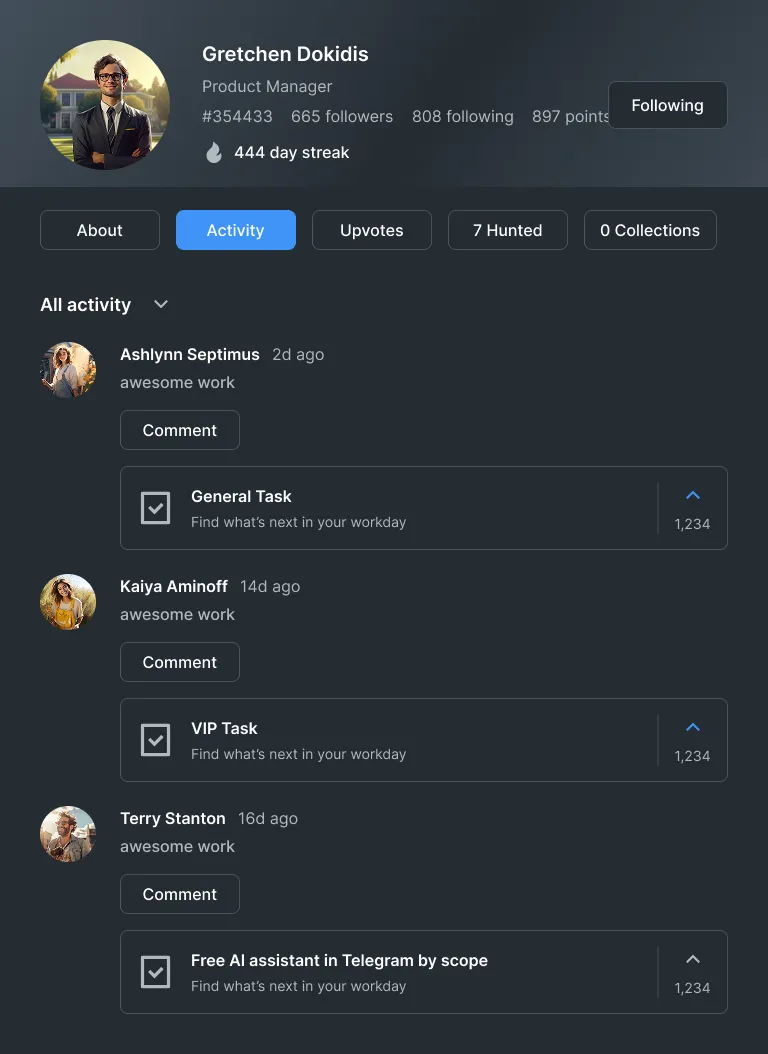 Gretchen Dokidis
Product Manager
#354433 665 followers 808 following 897 points
Following
444 day streak
About Activity Upvotes 7 Hunted 0 Collections
All activity
Ashlynn Septimus 2d ago
awesome work
Comment
General Task
Find what’s next in your workday
1,234
Kaiya Aminoff 14d ago
awesome work
Comment
VIP Task
Find what’s next in your workday
1,234
Terry Stanton 16d ago
awesome work
Comment
Free AI assistant in Telegram by scope
Find what’s next in your workday
1,234